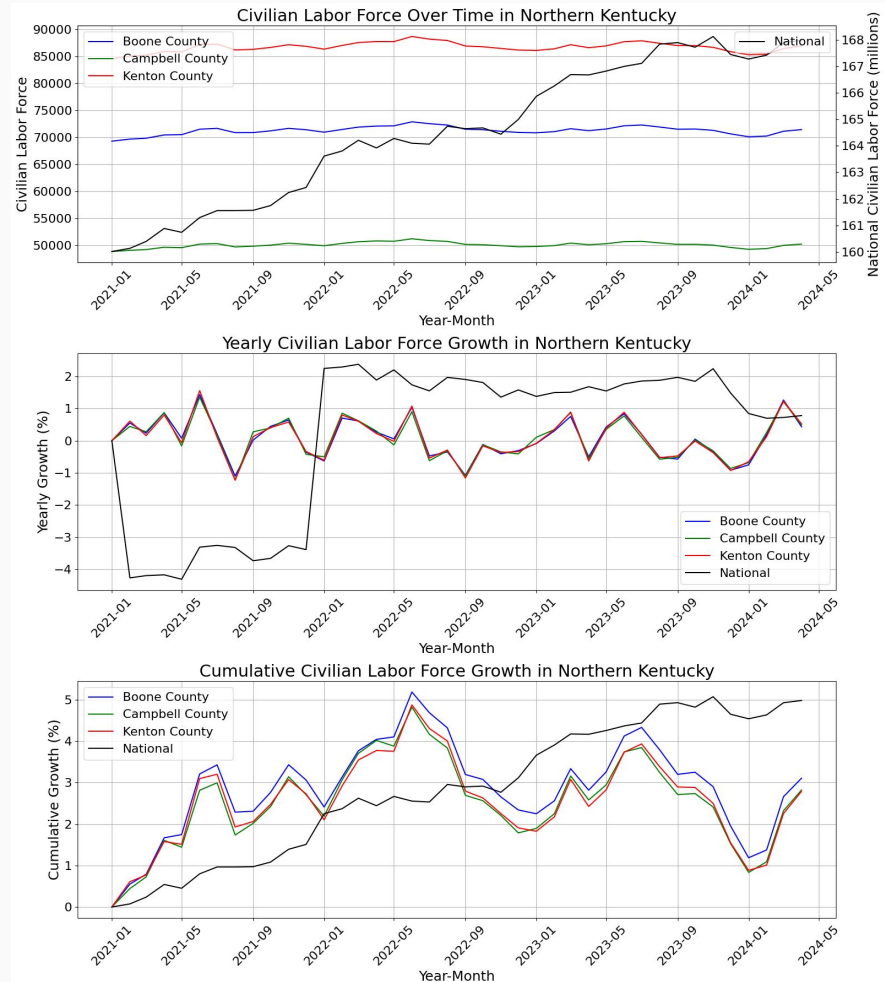 Civilian Labor Force Over Time in Northern Kentucky
Civilian Labor Force
90000
85000
80000
75000
70000
65000
60000
55000
50000
Boone County
Campbell County
Kenton County
National
168
167
166
165
164
163
162
161
160
National Civilian Labor Force (millions)
2021-01
2021-05
2021-09
2022-01
2022-05
2022-09
2023-01
2023-05
2023-09
2024-01
2024-05
Year-Month
Yearly Civilian Labor Force Growth in Northern Kentucky
Yearly Growth (%)
2
1
0
−1
−2
−3
−4
Boone County
Campbell County
Kenton County
National
2021-01
2021-05
2021-09
2022-01
2022-05
2022-09
2023-01
2023-05
2023-09
2024-01
2024-05
Year-Month
Cumulative Civilian Labor Force Growth in Northern Kentucky
Cumulative Growth (%)
5
4
3
2
1
0
Boone County
Campbell County
Kenton County
National
2021-01
2021-05
2021-09
2022-01
2022-05
2022-09
2023-01
2023-05
2023-09
2024-01
2024-05
Year-Month